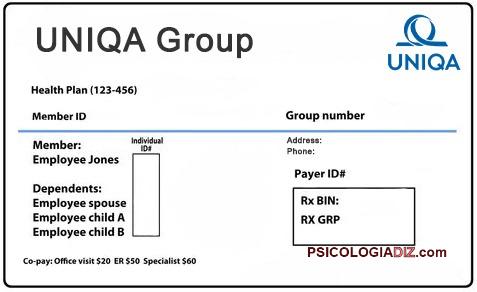 UNIQA Group
UNIQA
Health Plan (123-456)
Member ID
Group number
Member:
Employee Jones
Individual
ID#
Dependents:
Employee spouse
Employee child A
Employee child B
Address:
Phone:
Payer ID#
Rx BIN:
RX GRP
PSICOLOGIADIZ.com
Co-pay: Office visit $20 ER $50 Specialist $60